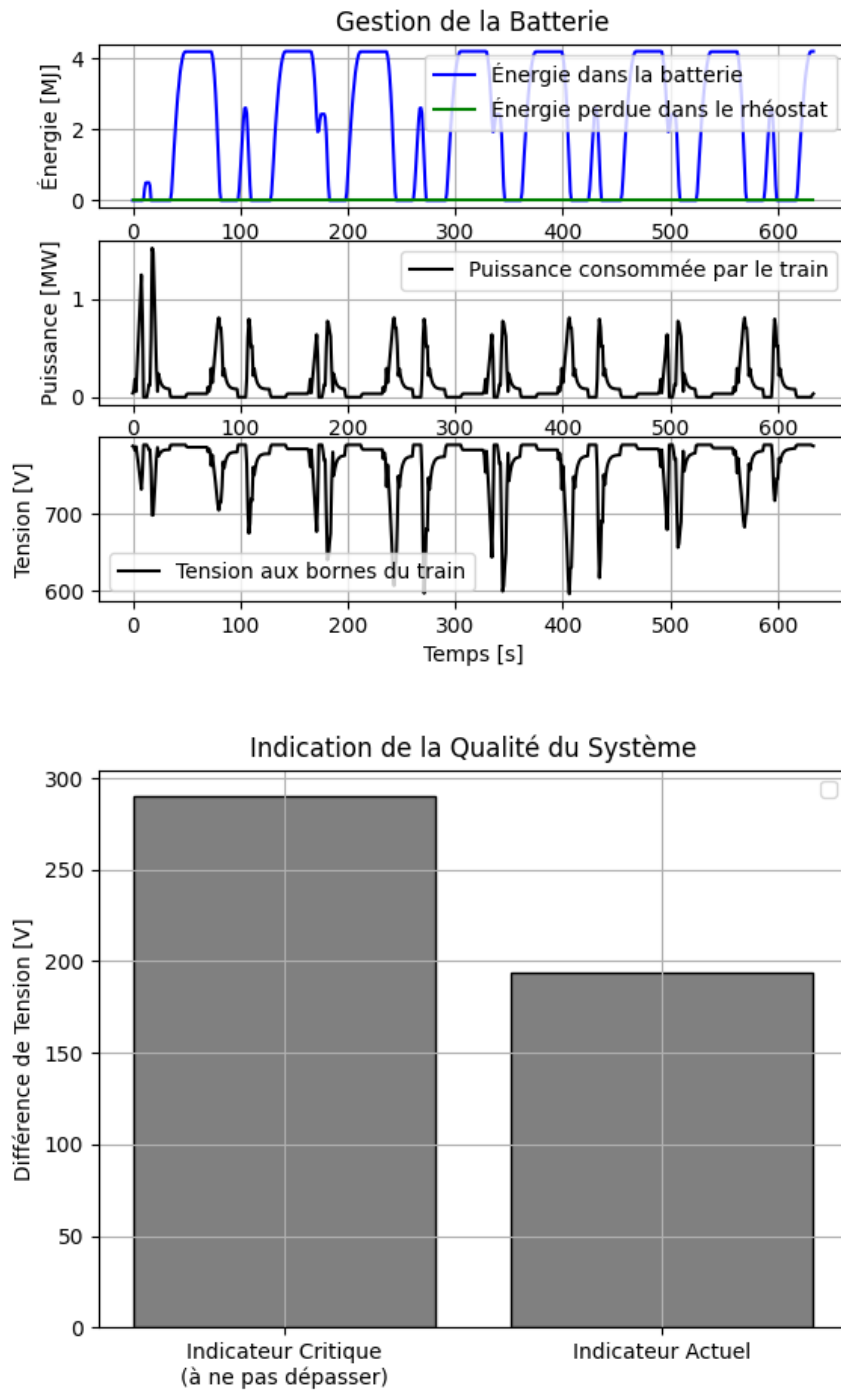 Gestion de la Batterie
Énergie [MJ]
4
2
0
Énergie dans la batterie
Énergie perdue dans le rhéostat
0 100 200 300 400 500 600
Puissance [MW]
1
0
Puissance consommée par le train
0 100 200 300 400 500 600
Tension [V]
700
600
Tension aux bornes du train
0 100 200 300 400 500 600
Temps [s]
Indication de la Qualité du Système
Différence de Tension [V]
300
250
200
150
100
50
0
Indicateur Critique
(à ne pas dépasser)
Indicateur Actuel